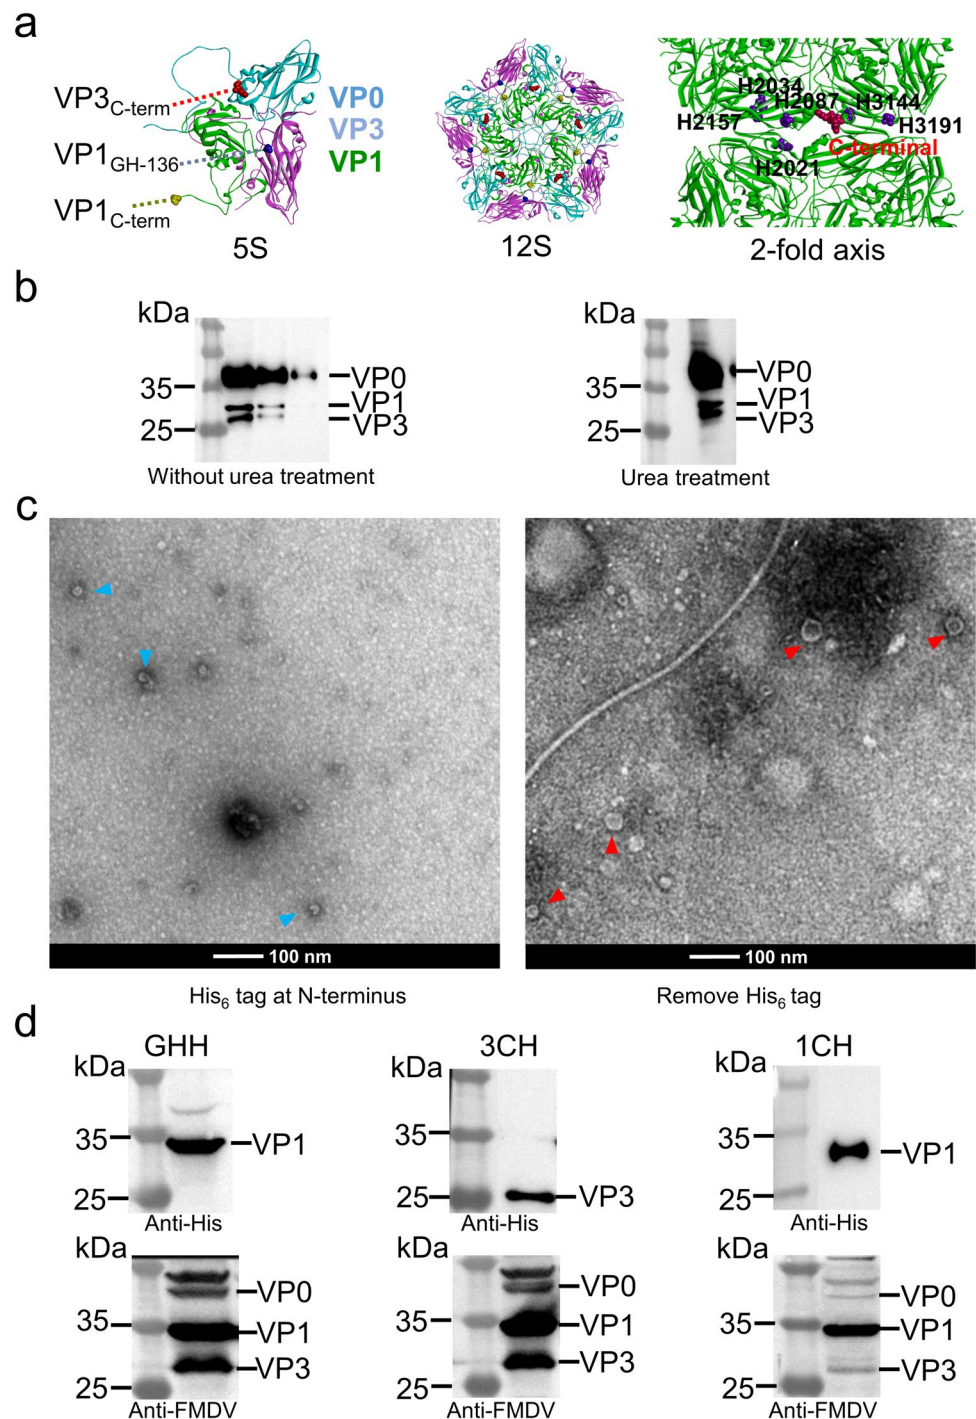 a
VP3C-term
VP1GH-136
VP1C-term
VP0
VP3
VP1
5S
12S
H2034
H2087
H3144
H2157
H3191
C-terminal
H2021
2-fold axis
b
kDa
35
25
VP0
VP1
VP3
Without urea treatment
kDa
35
25
VP0
VP1
VP3
Urea treatment
c
100 nm
100 nm
His6 tag at N-terminus
Remove His6 tag
d
GHH
kDa
35
25
VP1
Anti-His
3CH
kDa
35
25
VP3
Anti-His
1CH
kDa
35
25
VP1
Anti-His
kDa
35
25
VP0
VP1
VP3
Anti-FMDV
kDa
35
25
VP0
VP1
VP3
Anti-FMDV
kDa
35
25
VP0
VP1
VP3
Anti-FMDV